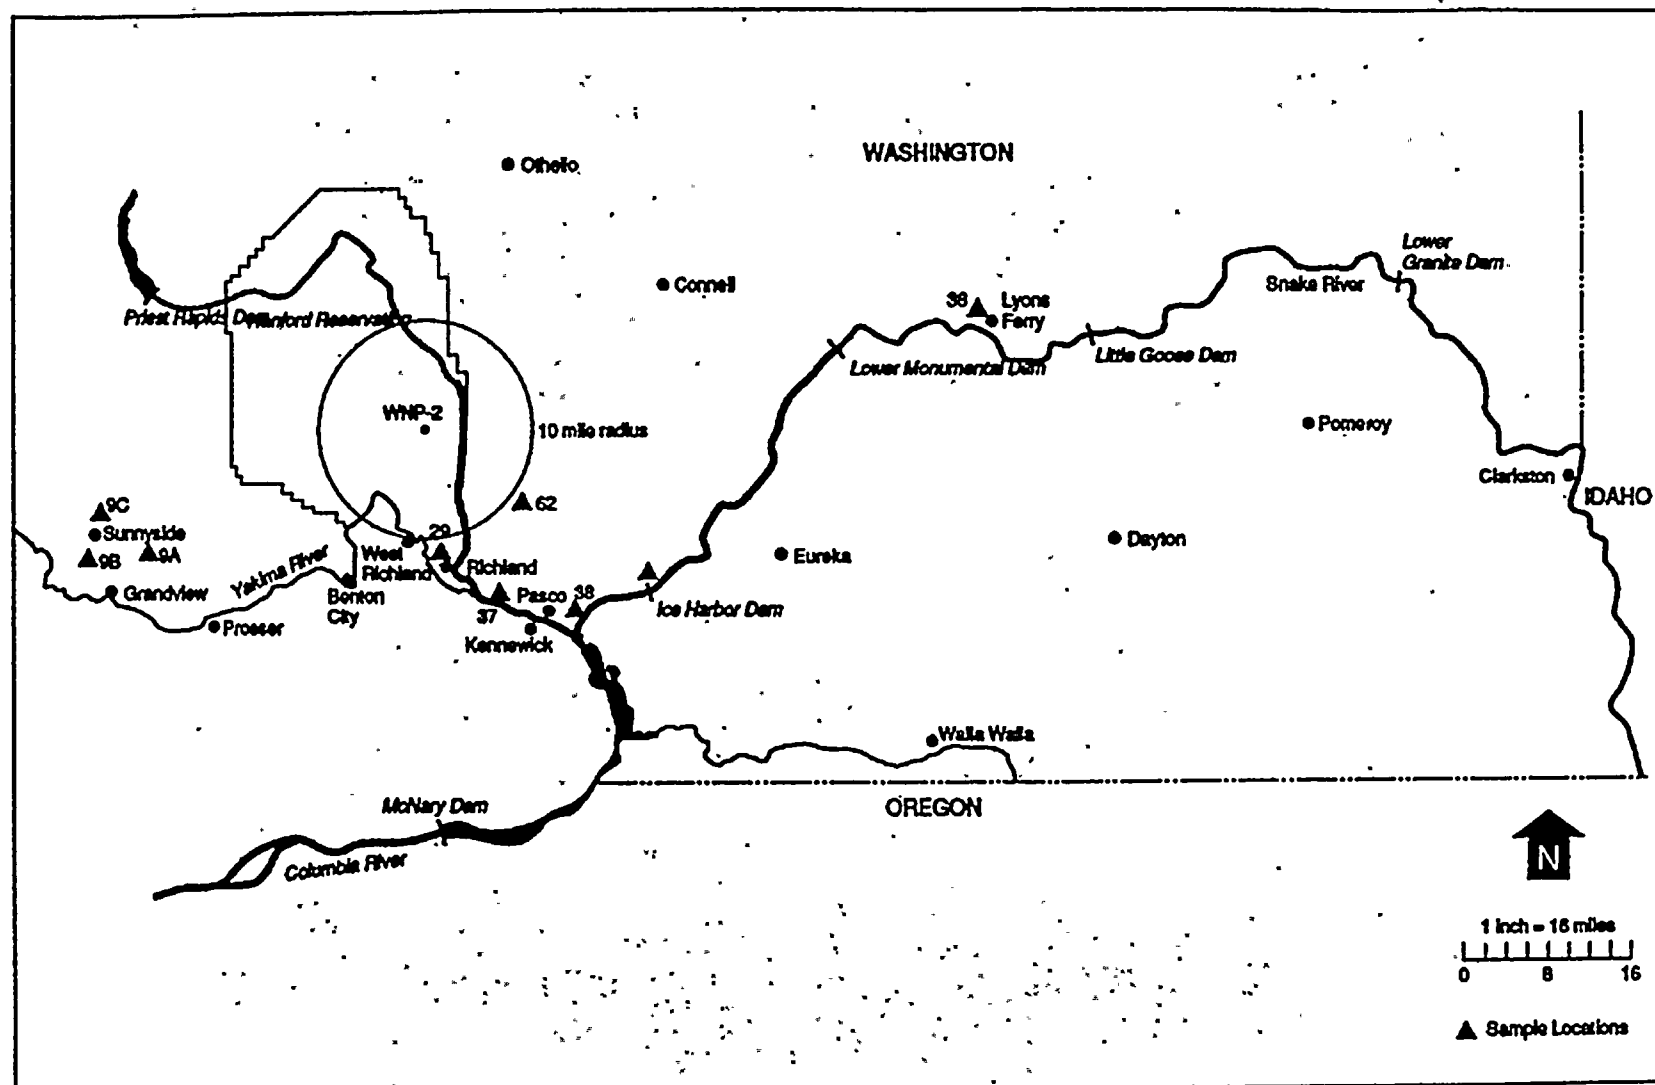 WASHINGTON
Othello
Connell
Lower
Granite Dam
Snake River
38
Lyons
Ferry
Priest Rapids Dam
Hanford Reservation
Lower Monumental Dam
Little Goose Dam
WNP-2
10 mile radius
Pomeroy
Clarkston
IDAHO
9C
Sunnyside
9B
9A
62
29
West
Richland
Richland
Eureka
Dayton
Grandview
Yakima River
Benton
City
Prosser
37
Pasco
38
Kennewick
Ice Harbor Dam
Walla Walla
McNary Dam
OREGON
Columbia River
N
1 inch = 16 miles
0 8 16
Sample Locations